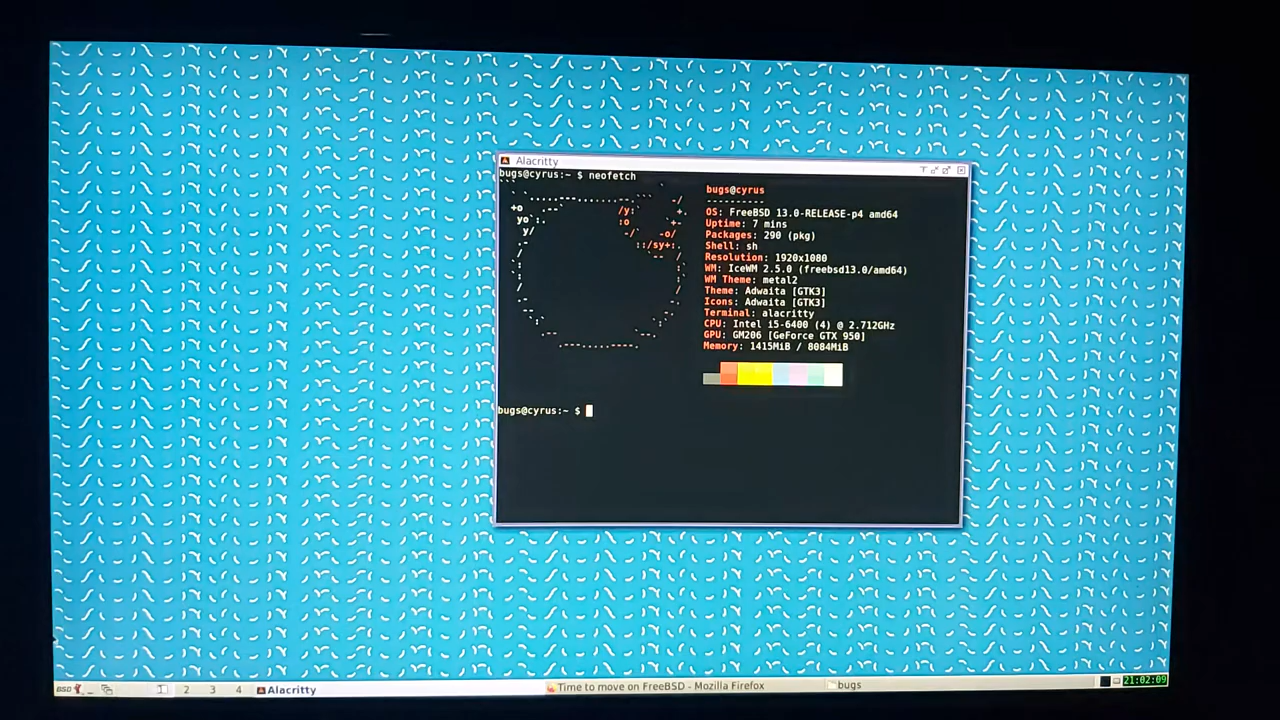 Alacritty
bugs@cyrus:~ $ neofetch
bugs@cyrus
----------
OS: FreeBSD 13.0-RELEASE-p4 amd64
Uptime: 7 mins
Packages: 290 (pkg)
Shell: sh
Resolution: 1920x1080
WM: IceWM 2.5.0 (freebsd13.0/amd64)
WM Theme: metal2
Theme: Adwaita [GTK3]
Icons: Adwaita [GTK3]
Terminal: alacritty
CPU: Intel i5-6400 (4) @ 2.712GHz
GPU: GM206 [GeForce GTX 950]
Memory: 1415MiB / 8084MiB
bugs@cyrus:~ $
BSD 1 2 3 4 Alacritty Time to move on FreeBSD - Mozilla Firefox bugs 21:02:09